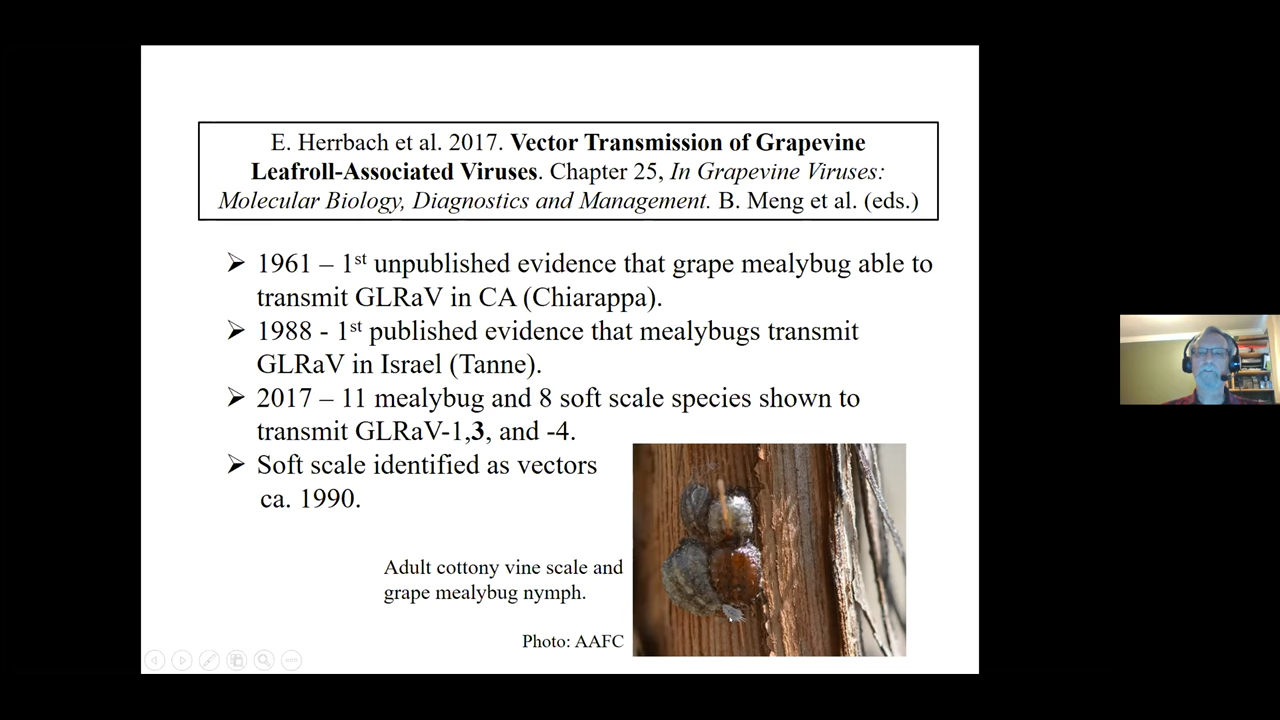 E. Herrbach et al. 2017. Vector Transmission of Grapevine
Leafroll-Associated Viruses. Chapter 25, In Grapevine Viruses:
Molecular Biology, Diagnostics and Management. B. Meng et al. (eds.)
➢ 1961 – 1st unpublished evidence that grape mealybug able to
transmit GLRaV in CA (Chiarappa).
➢ 1988 - 1st published evidence that mealybugs transmit
GLRaV in Israel (Tanne).
➢ 2017 – 11 mealybug and 8 soft scale species shown to
transmit GLRaV-1,3, and -4.
➢ Soft scale identified as vectors
ca. 1990.
Adult cottony vine scale and
grape mealybug nymph.
Photo: AAFC